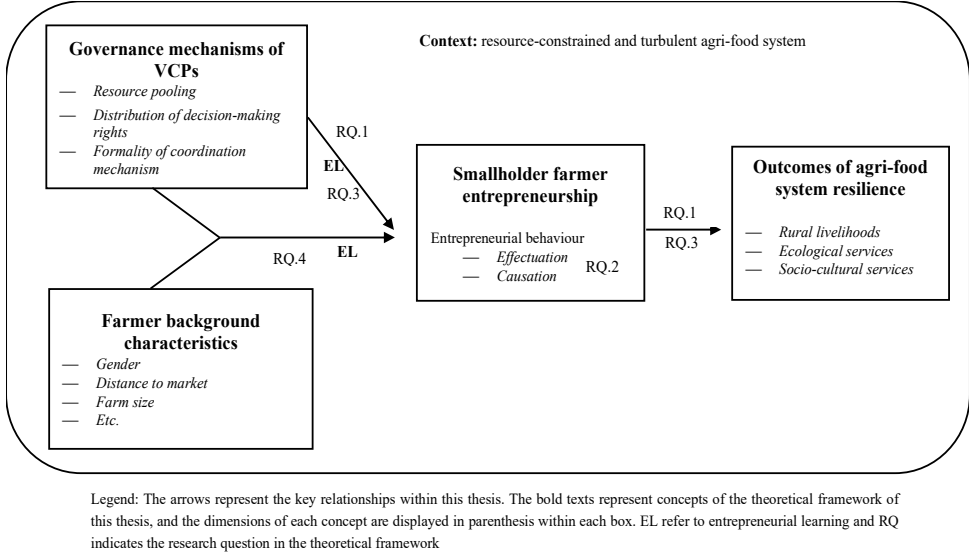 Context: resource-constrained and turbulent agri-food system
Governance mechanisms of
VCPs
— Resource pooling
— Distribution of decision-making
rights
— Formality of coordination
mechanism
RQ.1
EL
RQ.3
RQ.4
EL
Farmer background
characteristics
— Gender
— Distance to market
— Farm size
— Etc.
Smallholder farmer
entrepreneurship
Entrepreneurial behaviour
— Effectuation
— Causation
RQ.2
RQ.1
RQ.3
Outcomes of agri-food
system resilience
— Rural livelihoods
— Ecological services
— Socio-cultural services
Legend: The arrows represent the key relationships within this thesis. The bold texts represent concepts of the theoretical framework of
this thesis, and the dimensions of each concept are displayed in parenthesis within each box. EL refer to entrepreneurial learning and RQ
indicates the research question in the theoretical framework